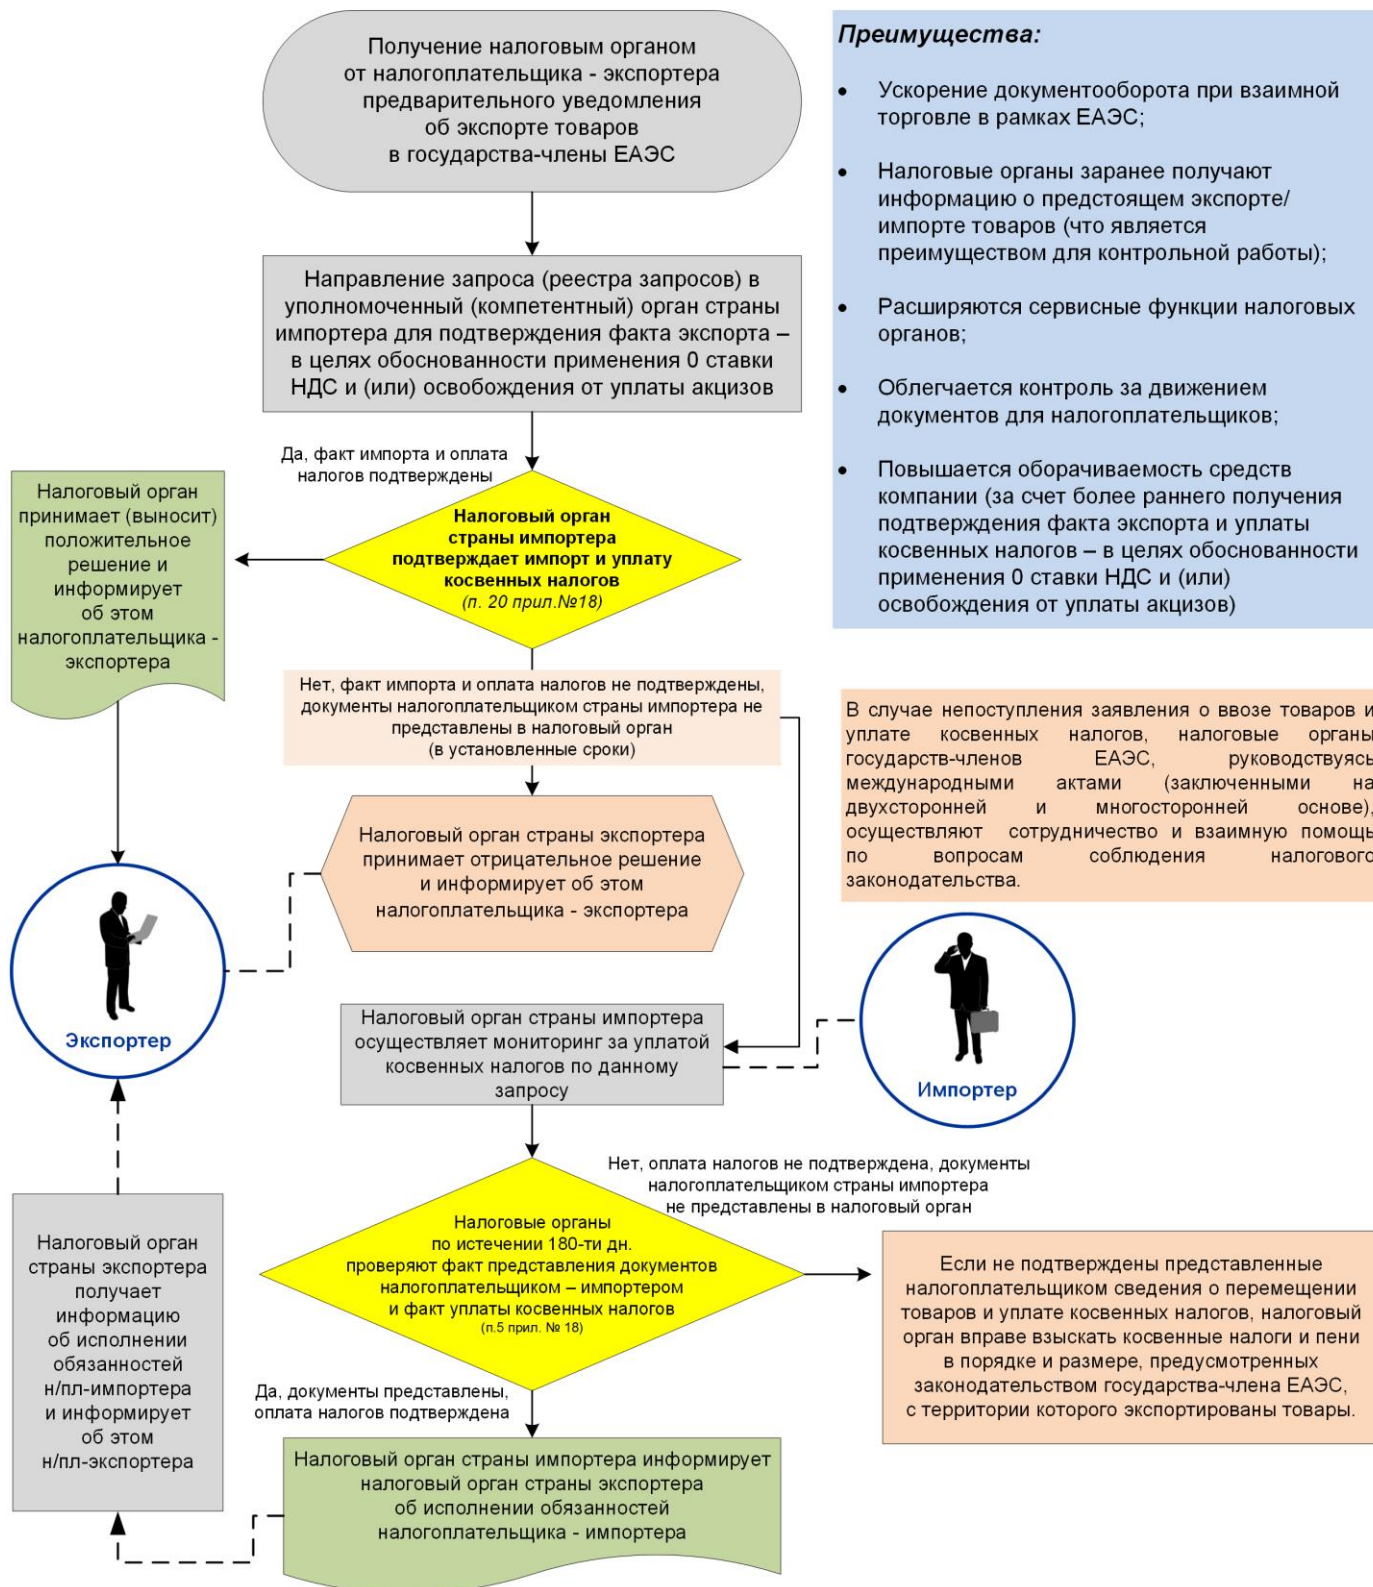 Получение налоговым органом
от налогоплательщика - экспортера
предварительного уведомления
об экспорте товаров
в государства-члены ЕАЭС
Преимущества:
• Ускорение документооборота при взаимной
торговле в рамках ЕАЭС;
• Налоговые органы заранее получают
информацию о предстоящем экспорте/
импорте товаров (что является
преимуществом для контрольной работы);
• Расширяются сервисные функции налоговых
органов;
• Облегчается контроль за движением
документов для налогоплательщиков;
• Повышается оборачиваемость средств
компании (за счет более раннего получения
подтверждения факта экспорта и уплаты
косвенных налогов – в целях обоснованности
применения 0 ставки НДС и (или)
освобождения от уплаты акцизов)
Направление запроса (реестра запросов) в
уполномоченный (компетентный) орган страны
импортера для подтверждения факта экспорта –
в целях обоснованности применения 0 ставки
НДС и (или) освобождения от уплаты акцизов
Да, факт импорта и оплата
налогов подтверждены
Налоговый орган
страны импортера
подтверждает импорт и уплату
косвенных налогов
(п. 20 прил.№18)
Налоговый орган
принимает (выносит)
положительное
решение и
информирует
об этом
налогоплательщика -
экспортера
Нет, факт импорта и оплата налогов не подтверждены,
документы налогоплательщиком страны импортера не
представлены в налоговый орган
(в установленные сроки)
В случае непоступления заявления о ввозе товаров и
уплате косвенных налогов, налоговые органы
государств-членов ЕАЭС, руководствуясь
международными актами (заключенными на
двухсторонней и многосторонней основе),
осуществляют сотрудничество и взаимную помощь
по вопросам соблюдения налогового
законодательства.
Налоговый орган страны экспортера
принимает отрицательное решение
и информирует об этом
налогоплательщика - экспортера
Экспортер
Налоговый орган страны импортера
осуществляет мониторинг за уплатой
косвенных налогов по данному
запросу
Импортер
Нет, оплата налогов не подтверждена, документы
налогоплательщиком страны импортера
не представлены в налоговый орган
Налоговые органы
по истечении 180-ти дн.
проверяют факт представления документов
налогоплательщиком – импортером
и факт уплаты косвенных налогов
(п.5 прил. № 18)
Если не подтверждены представленные
налогоплательщиком сведения о перемещении
товаров и уплате косвенных налогов, налоговый
орган вправе взыскать косвенные налоги и пени
в порядке и размере, предусмотренных
законодательством государства-члена ЕАЭС,
с территории которого экспортированы товары.
Налоговый орган
страны экспортера
получает
информацию
об исполнении
обязанностей
н/пл-импортера
и информирует
об этом
н/пл-экспортера
Да, документы представлены,
оплата налогов подтверждена
Налоговый орган страны импортера информирует
налоговый орган страны экспортера
об исполнении обязанностей
налогоплательщика - импортера